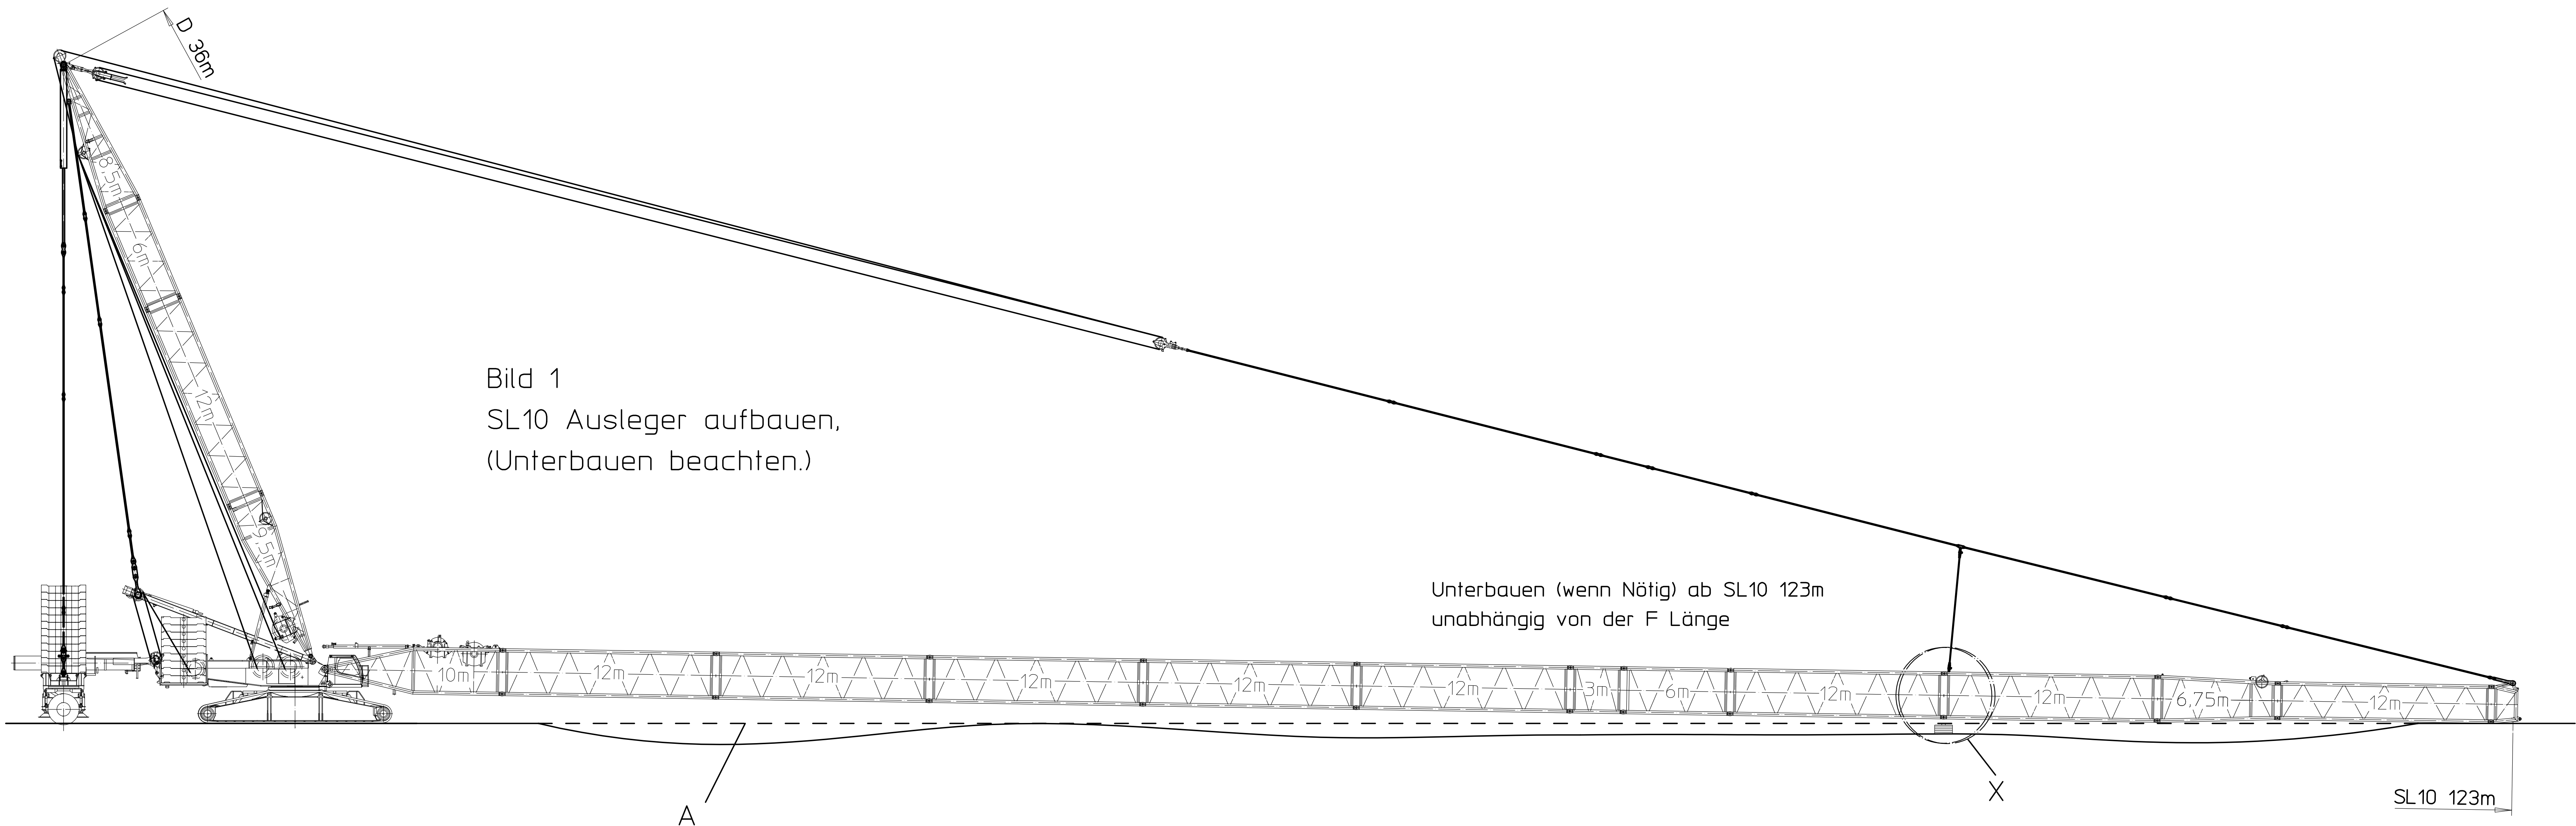 D 36m
8,5m
6m
12m
9,5m
Bild 1
SL10 Ausleger aufbauen,
(Unterbauen beachten.)
Unterbauen (wenn Nötig) ab SL10 123m
unabhängig von der F Länge
10m
12m
12m
12m
12m
12m
3m
6m
12m
12m
6,75m
12m
A
X
SL10 123m